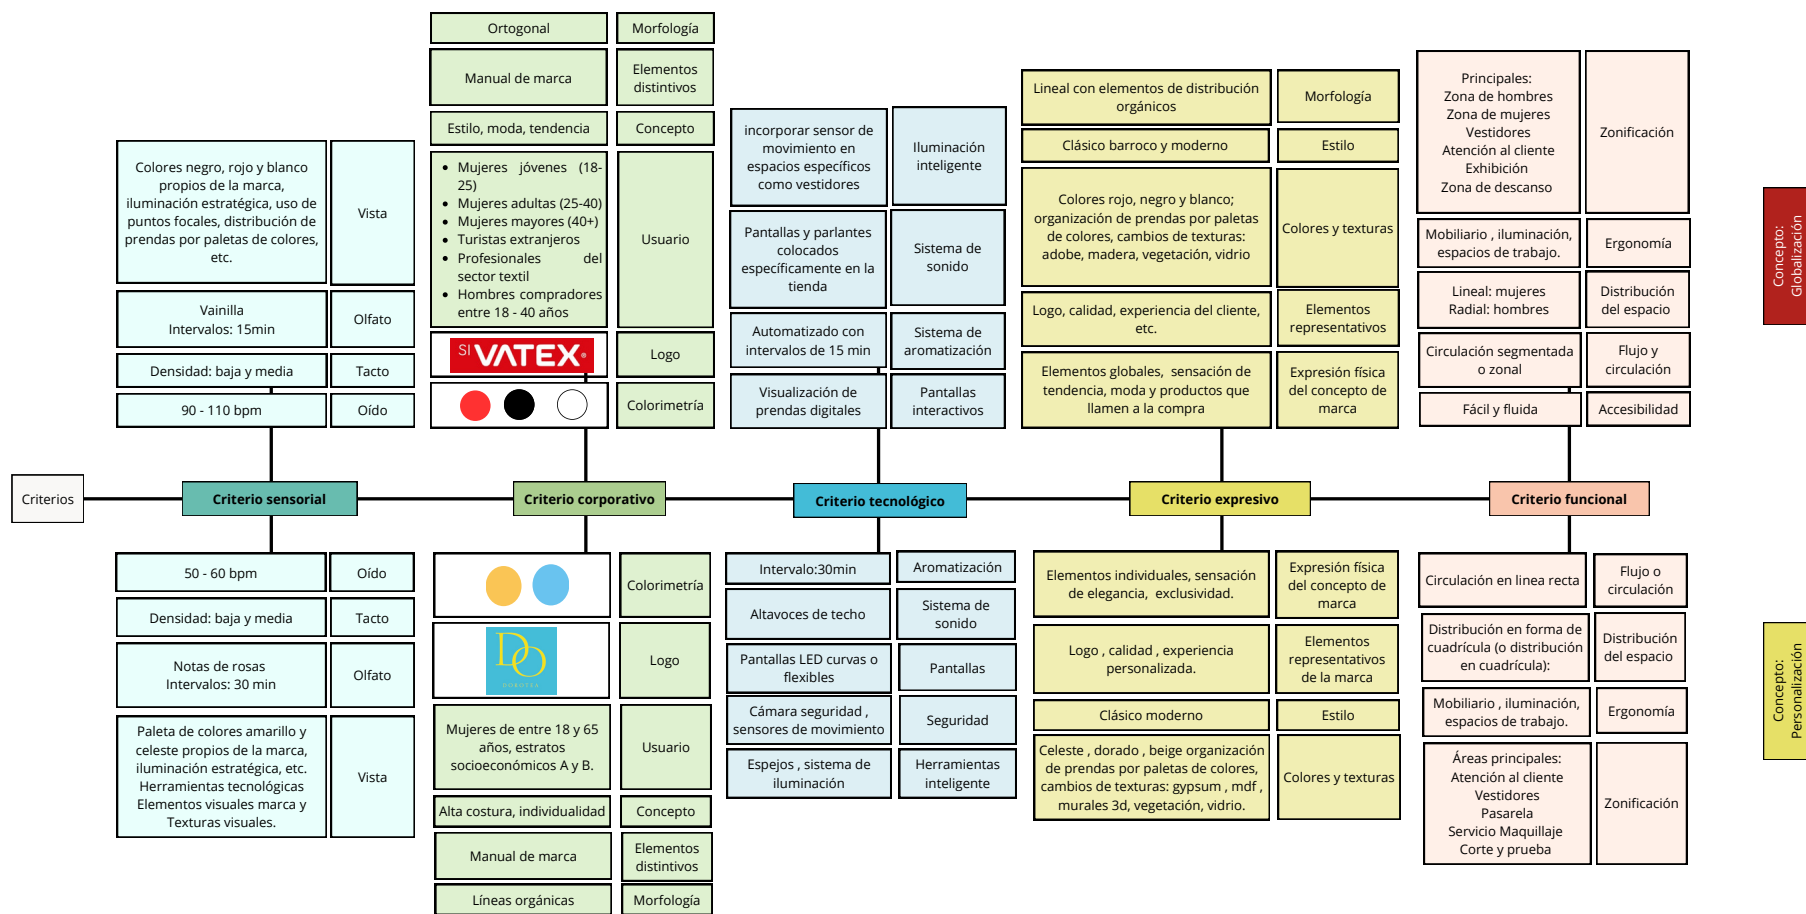 Ortogonal
Morfología
Manual de marca
Elementos
distintivos
Estilo, moda, tendencia
Concepto
Mujeres jóvenes (18-
25)
Mujeres adultas (25-40)
Mujeres mayores (40+)
Turistas extranjeros
Profesionales del
sector textil
Hombres compradores
entre 18 - 40 años
Usuario
SI VATEX
Logo
Colorimetría
Colores negro, rojo y blanco
propios de la marca,
iluminación estratégica, uso de
puntos focales, distribución de
prendas por paletas de colores,
etc.
Vista
Vainilla
Intervalos: 15min
Olfato
Densidad: baja y media
Tacto
90 - 110 bpm
Oído
incorporar sensor de
movimiento en
espacios específicos
como vestidores
Iluminación
inteligente
Pantallas y parlantes
colocados
específicamente en la
tienda
Sistema de
sonido
Automatizado con
intervalos de 15 min
Sistema de
aromatización
Visualización de
prendas digitales
Pantallas
interactivos
Lineal con elementos de distribución
orgánicos
Morfología
Clásico barroco y moderno
Estilo
Colores rojo, negro y blanco;
organización de prendas por paletas
de colores, cambios de texturas:
adobe, madera, vegetación, vidrio
Colores y texturas
Logo, calidad, experiencia del cliente,
etc.
Elementos
representativos
Elementos globales, sensación de
tendencia, moda y productos que
llamen a la compra
Expresión física
del concepto de
marca
Principales:
Zona de hombres
Zona de mujeres
Vestidores
Atención al cliente
Exhibición
Zona de descanso
Zonificación
Mobiliario , iluminación,
espacios de trabajo.
Ergonomía
Lineal: mujeres
Radial: hombres
Distribución
del espacio
Circulación segmentada
o zonal
Flujo y
circulación
Fácil y fluida
Accesibilidad
Concepto:
Globalización
Criterios
Criterio sensorial
Criterio corporativo
Criterio tecnológico
Criterio expresivo
Criterio funcional
50 - 60 bpm
Oído
Densidad: baja y media
Tacto
Notas de rosas
Intervalos: 30 min
Olfato
Paleta de colores amarillo y
celeste propios de la marca,
iluminación estratégica, etc.
Herramientas tecnológicas
Elementos visuales marca y
Texturas visuales.
Vista
Colorimetría
DO
Logo
Mujeres de entre 18 y 65
años, estratos
socioeconómicos A y B.
Usuario
Alta costura, individualidad
Concepto
Manual de marca
Elementos
distintivos
Líneas orgánicas
Morfología
Intervalo:30min
Aromatización
Altavoces de techo
Sistema de
sonido
Pantallas LED curvas o
flexibles
Pantallas
Cámara seguridad ,
sensores de movimiento
Seguridad
Espejos , sistema de
iluminación
Herramientas
inteligente
Elementos individuales, sensación
de elegancia, exclusividad.
Expresión física
del concepto de
marca
Logo , calidad , experiencia
personalizada.
Elementos
representativos
de la marca
Clásico moderno
Estilo
Celeste , dorado , beige organización
de prendas por paletas de colores,
cambios de texturas: gypsum , mdf ,
murales 3d, vegetación, vidrio.
Colores y texturas
Circulación en linea recta
Flujo o
circulación
Distribución en forma de
cuadrícula (o distribución
en cuadrícula):
Distribución
del espacio
Mobiliario , iluminación,
espacios de trabajo.
Ergonomía
Áreas principales:
Atención al cliente
Vestidores
Pasarela
Servicio Maquillaje
Corte y prueba
Zonificación
Concepto:
Personalización